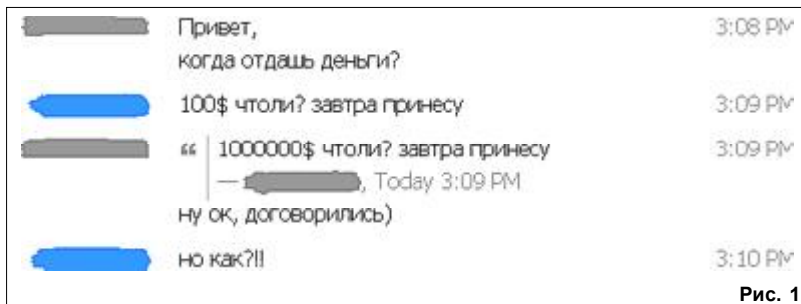 Привет, 3:08 PM
когда отдашь деньги?
100$ чтоли? завтра принесу 3:09 PM
“ 1000000$ чтоли? завтра принесу 3:09 PM
— , Today 3:09 PM
ну ок, договорились)
но как?!! 3:10 PM
Рис. 1